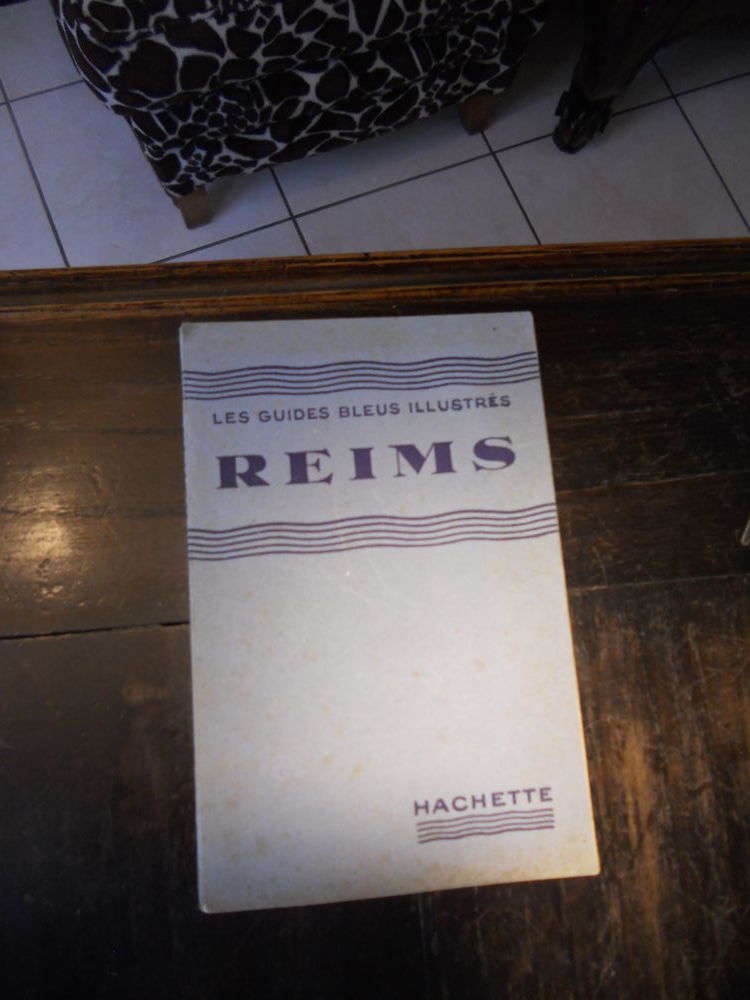 LES GUIDES BLEUS ILLUSTRÉS
REIMS
HACHETTE